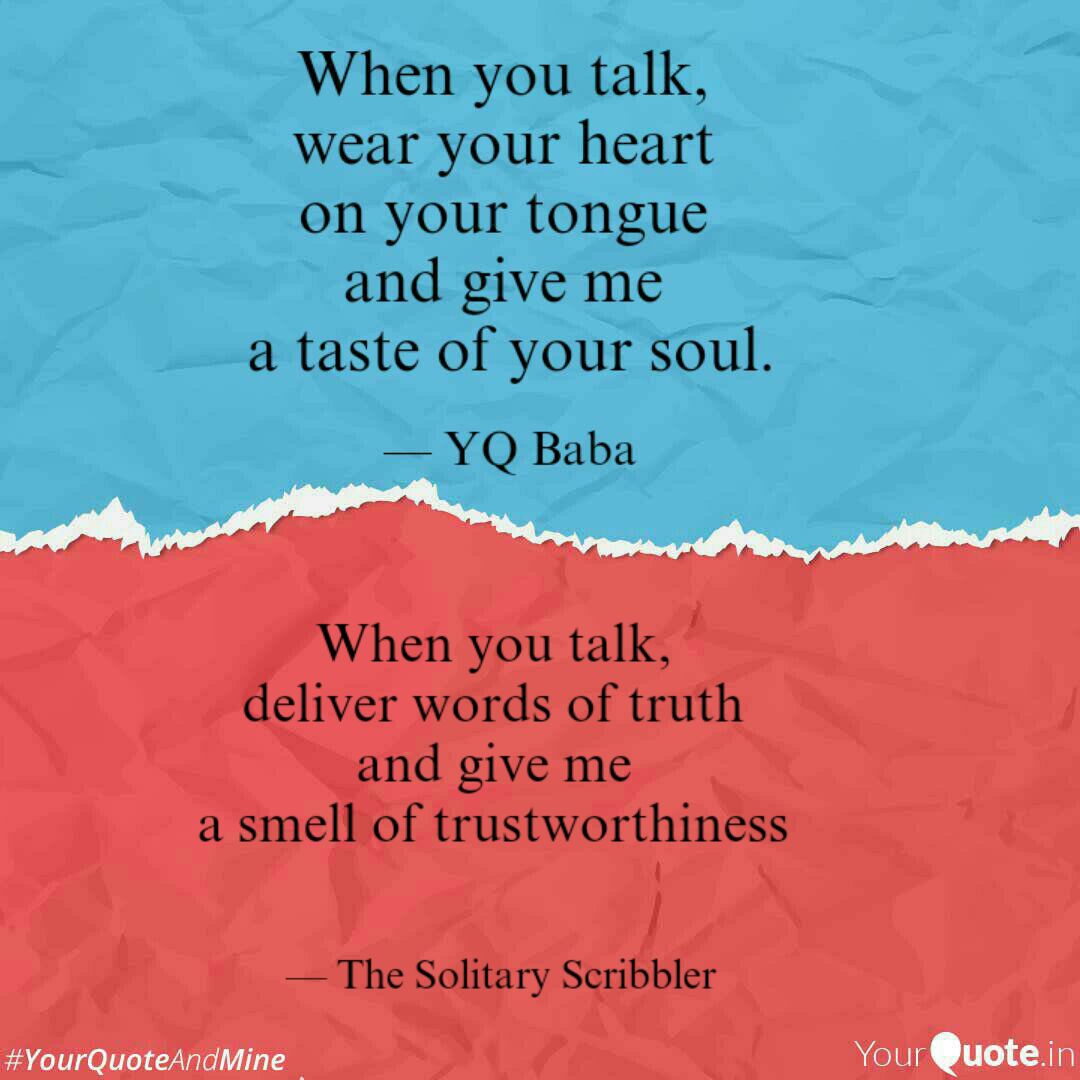 When you talk,
wear your heart
on your tongue
and give me
a taste of your soul.
— YQ Baba
When you talk,
deliver words of truth
and give me
a smell of trustworthiness
— The Solitary Scribbler
#YourQuoteAndMine
YourQuote.in